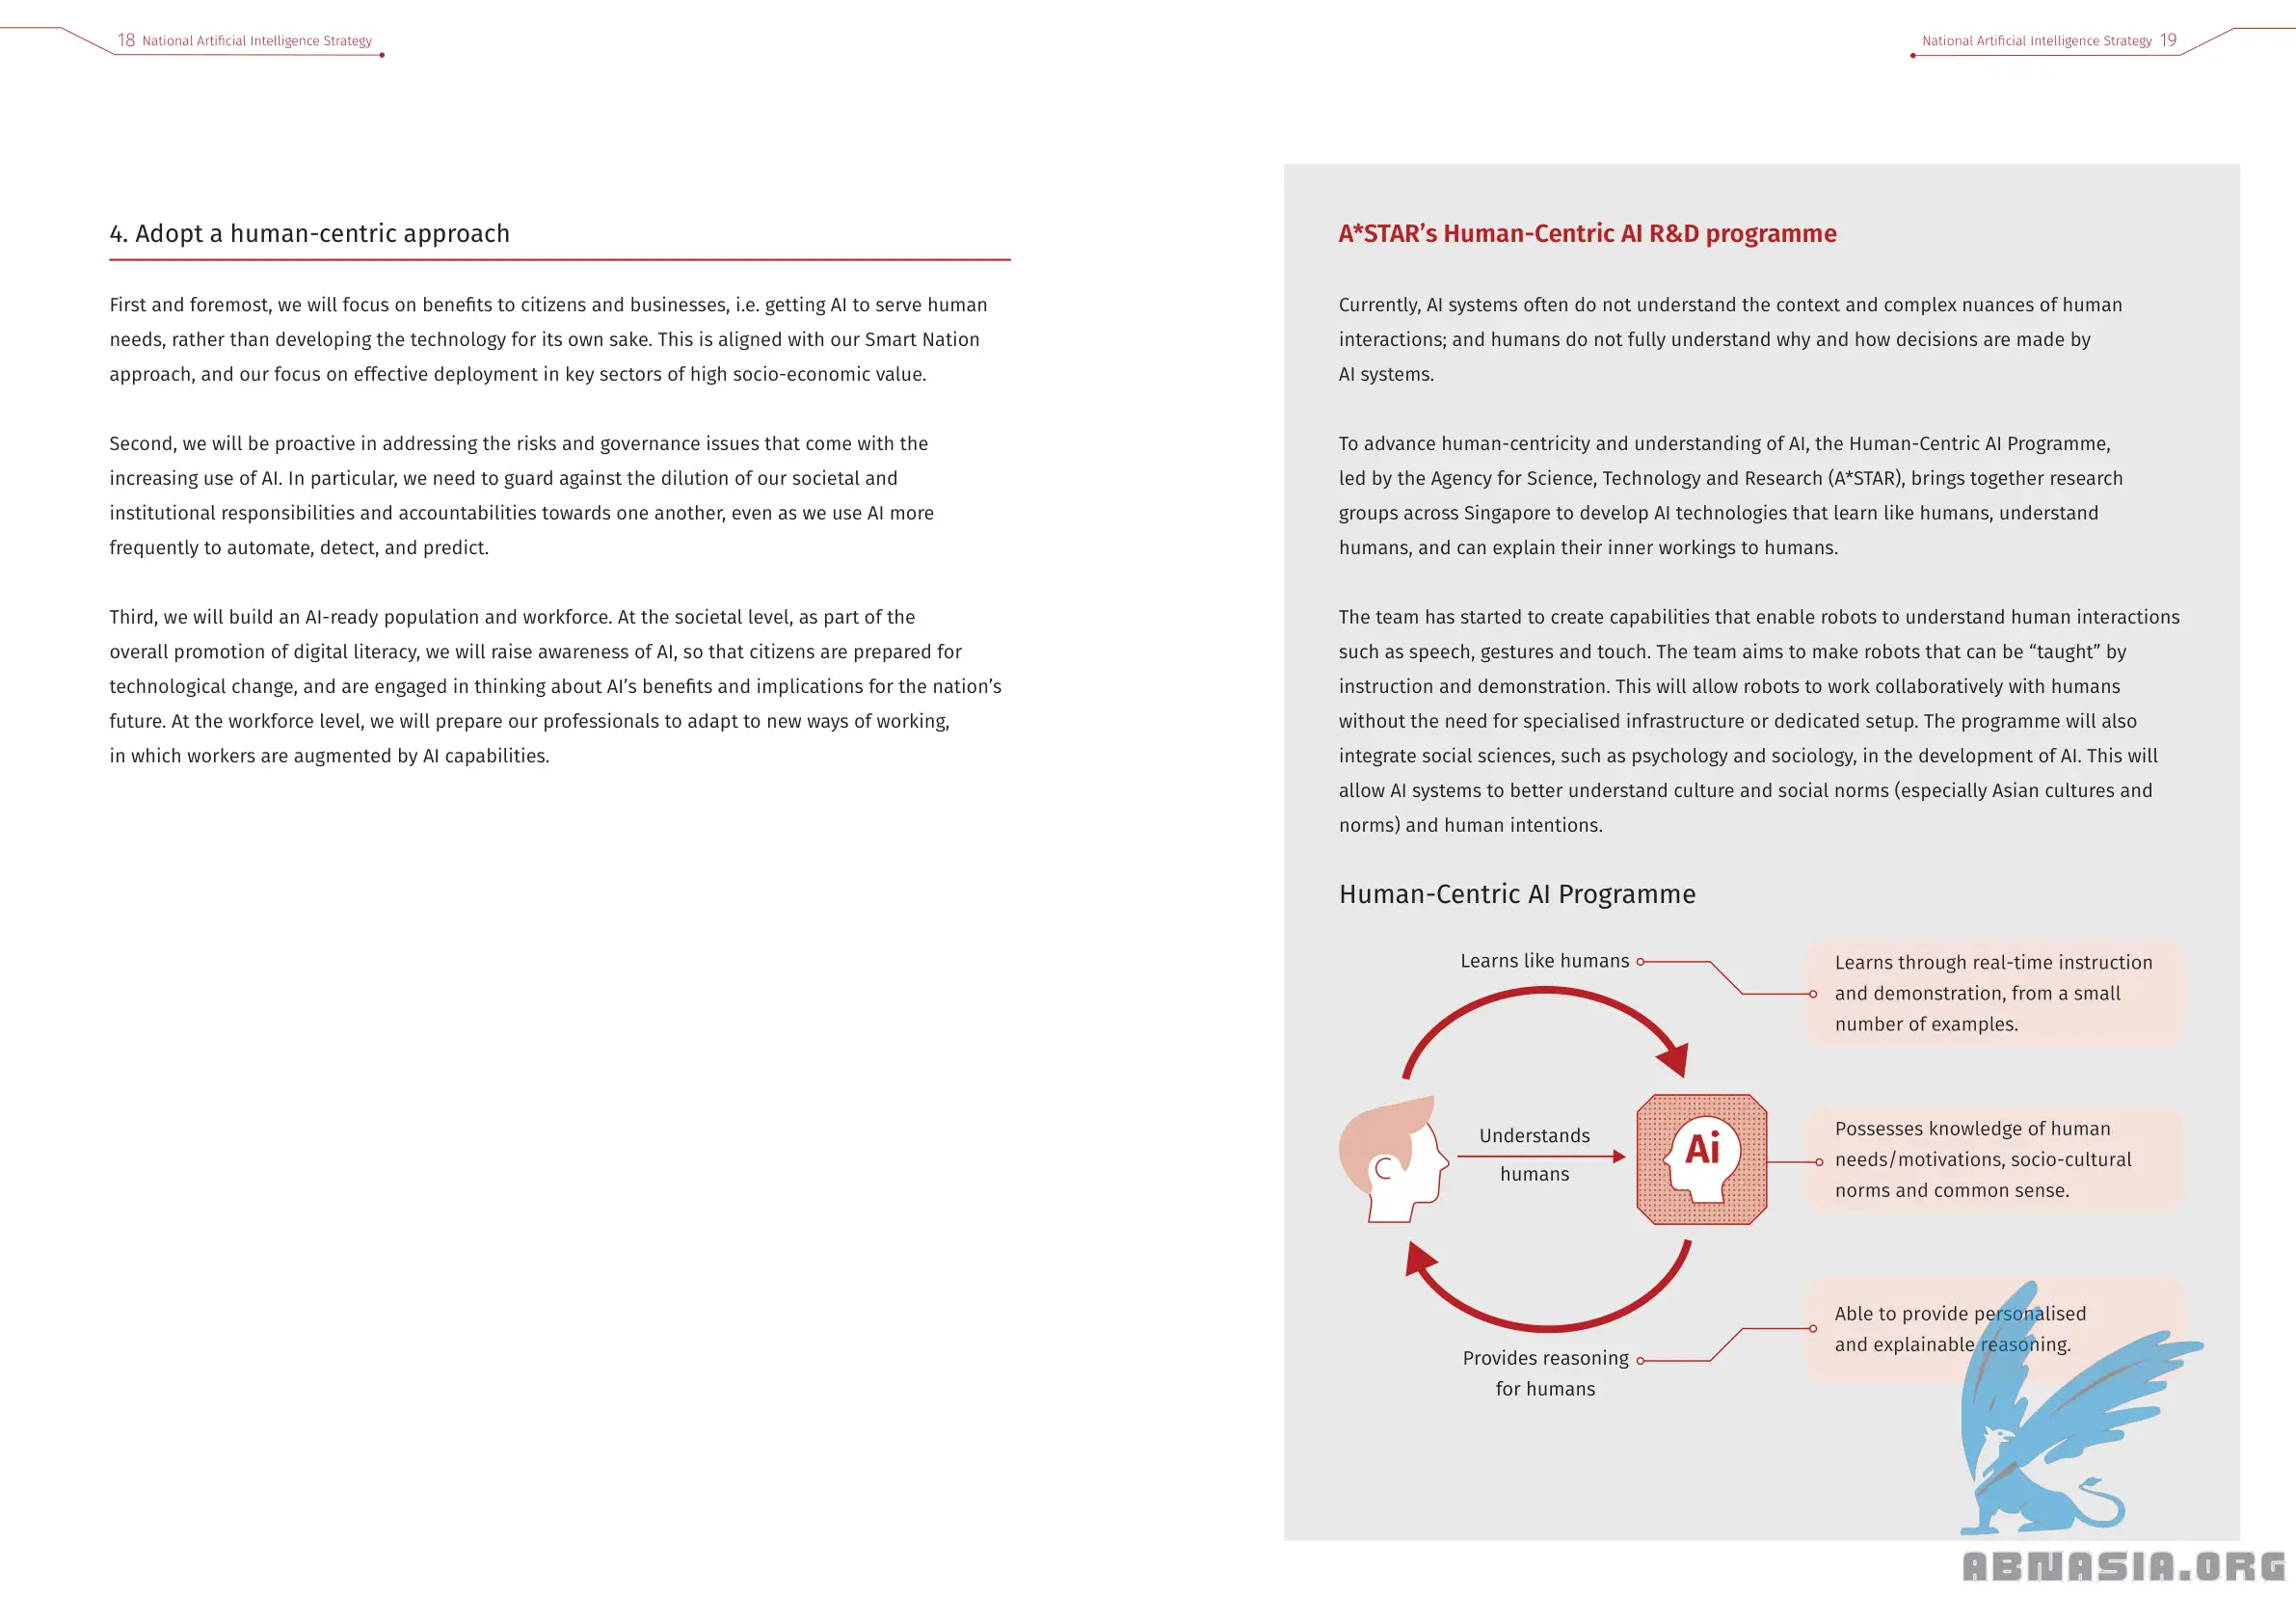 18 National Artificial Intelligence Strategy
4. Adopt a human-centric approach
First and foremost, we will focus on benefits to citizens and businesses, i.e. getting AI to serve human
needs, rather than developing the technology for its own sake. This is aligned with our Smart Nation
approach, and our focus on effective deployment in key sectors of high socio-economic value.
Second, we will be proactive in addressing the risks and governance issues that come with the
increasing use of AI. In particular, we need to guard against the dilution of our societal and
institutional responsibilities and accountabilities towards one another, even as we use AI more
frequently to automate, detect, and predict.
Third, we will build an AI-ready population and workforce. At the societal level, as part of the
overall promotion of digital literacy, we will raise awareness of AI, so that citizens are prepared for
technological change, and are engaged in thinking about AI’s benefits and implications for the nation’s
future. At the workforce level, we will prepare our professionals to adapt to new ways of working,
in which workers are augmented by AI capabilities.
National Artificial Intelligence Strategy 19
A*STAR’s Human-Centric AI R&D programme
Currently, AI systems often do not understand the context and complex nuances of human
interactions; and humans do not fully understand why and how decisions are made by
AI systems.
To advance human-centricity and understanding of AI, the Human-Centric AI Programme,
led by the Agency for Science, Technology and Research (A*STAR), brings together research
groups across Singapore to develop AI technologies that learn like humans, understand
humans, and can explain their inner workings to humans.
The team has started to create capabilities that enable robots to understand human interactions
such as speech, gestures and touch. The team aims to make robots that can be “taught” by
instruction and demonstration. This will allow robots to work collaboratively with humans
without the need for specialised infrastructure or dedicated setup. The programme will also
integrate social sciences, such as psychology and sociology, in the development of AI. This will
allow AI systems to better understand culture and social norms (especially Asian cultures and
norms) and human intentions.
Human-Centric AI Programme
Learns like humans
Learns through real-time instruction
and demonstration, from a small
number of examples.
Understands
humans
Ai
Possesses knowledge of human
needs/motivations, socio-cultural
norms and common sense.
Provides reasoning
for humans
Able to provide personalised
and explainable reasoning.
ABNASIA.ORG